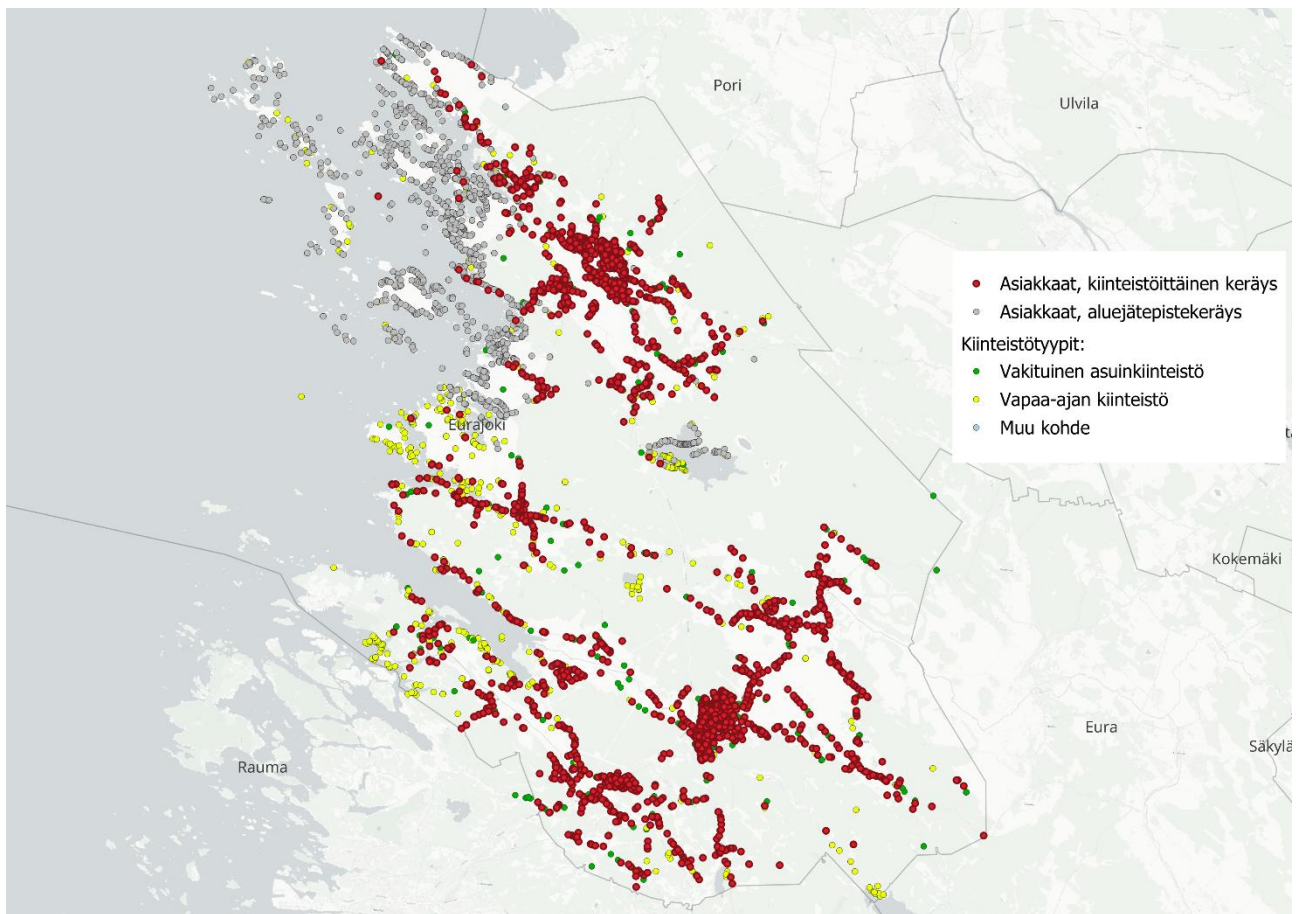 Pori
Ulvila
Asiakkaat, kiinteistöittäinen keräys
Asiakkaat, aluejätepistekeräys
Kiinteistötyypit:
Vakituinen asuinkiinteistö
Vapaa-ajan kiinteistö
Muu kohde
Eurajoki
Kokemäki
Eura
Säkylä
Rauma